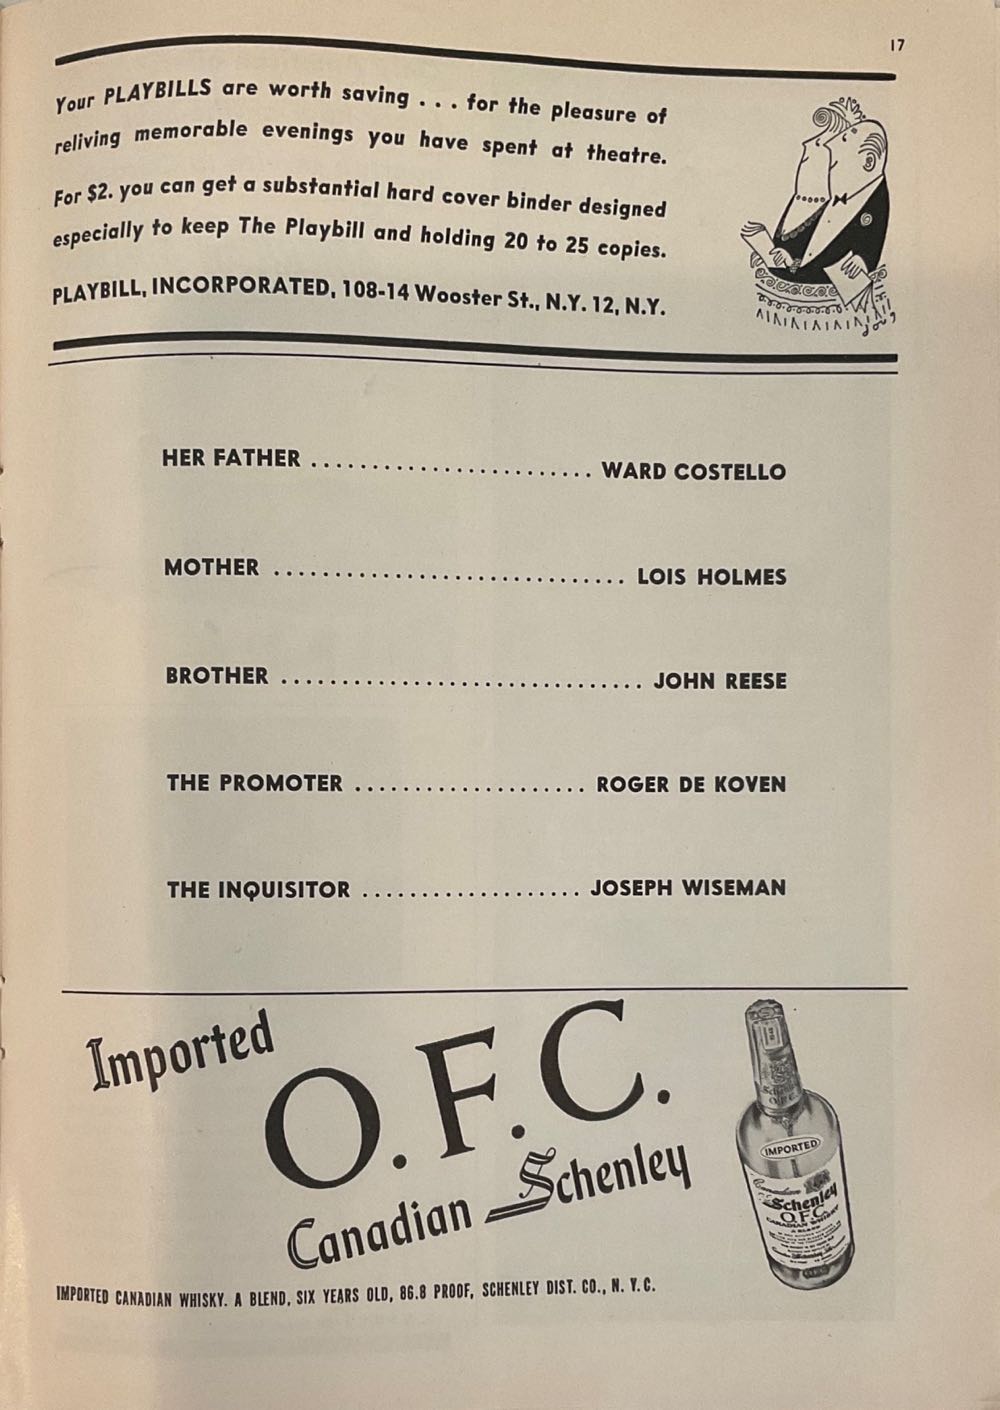 17
Your PLAYBILLS are worth saving . . . for the pleasure of
reliving memorable evenings you have spent at theatre.
For $2. you can get a substantial hard cover binder designed
especially to keep The Playbill and holding 20 to 25 copies.
PLAYBILL, INCORPORATED, 108-14 Wooster St., N.Y. 12, N.Y.
HER FATHER ....................... WARD COSTELLO
MOTHER ............................. LOIS HOLMES
BROTHER .............................. JOHN REESE
THE PROMOTER ................... ROGER DE KOVEN
THE INQUISITOR .................. JOSEPH WISEMAN
Imported
O.F.C.
Canadian Schenley
IMPORTED
Canadian
Schenley
O.F.C.
CANADIAN WHISKY
A BLEND
IMPORTED CANADIAN WHISKY. A BLEND, SIX YEARS OLD, 86.8 PROOF, SCHENLEY DIST. CO., N. Y. C.